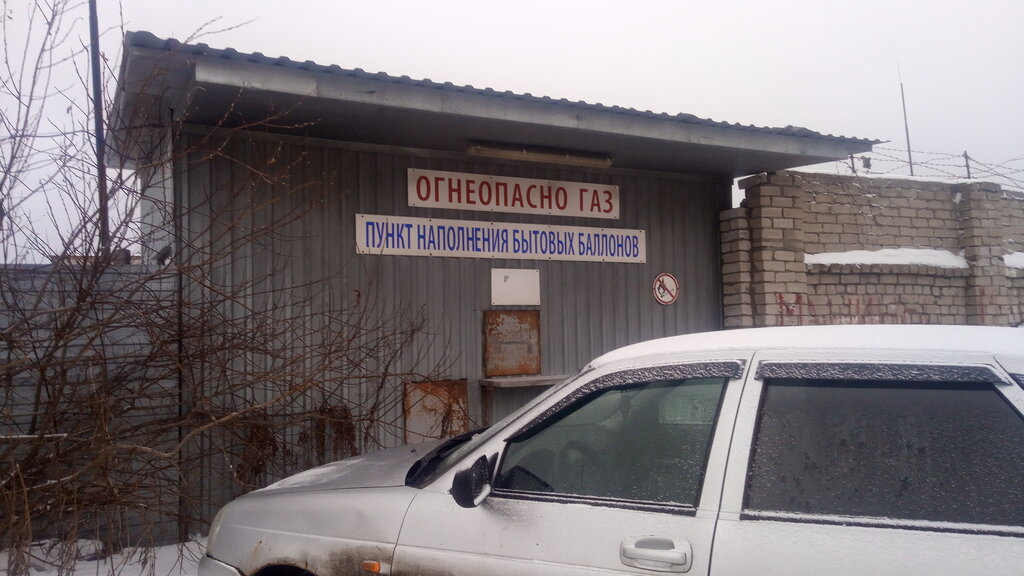 ОГНЕОПАСНО ГАЗ
ПУНКТ НАПОЛНЕНИЯ БЫТОВЫХ БАЛЛОНОВ